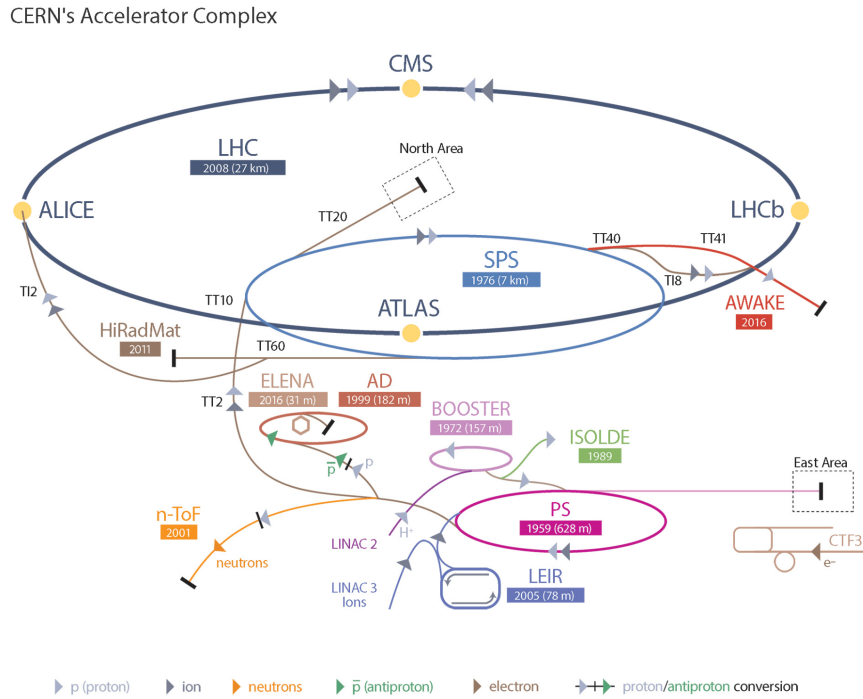 CERN's Accelerator Complex
CMS
LHC
2008 (27 km)
North Area
ALICE
TT20
LHCb
TT40
TT41
SPS
1976 (7 km)
TI8
TI2
TT10
ATLAS
AWAKE
2016
HiRadMat
2011
TT60
ELENA
2016 (31 m)
AD
1999 (182 m)
TT2
BOOSTER
1972 (157 m)
ISOLDE
1989
p̅
p
East Area
n-ToF
2001
PS
1959 (628 m)
H⁺
LINAC 2
neutrons
CTF3
e–
LINAC 3
Ions
LEIR
2005 (78 m)
p (proton)
ion
neutrons
p̅ (antiproton)
electron
proton/antiproton conversion